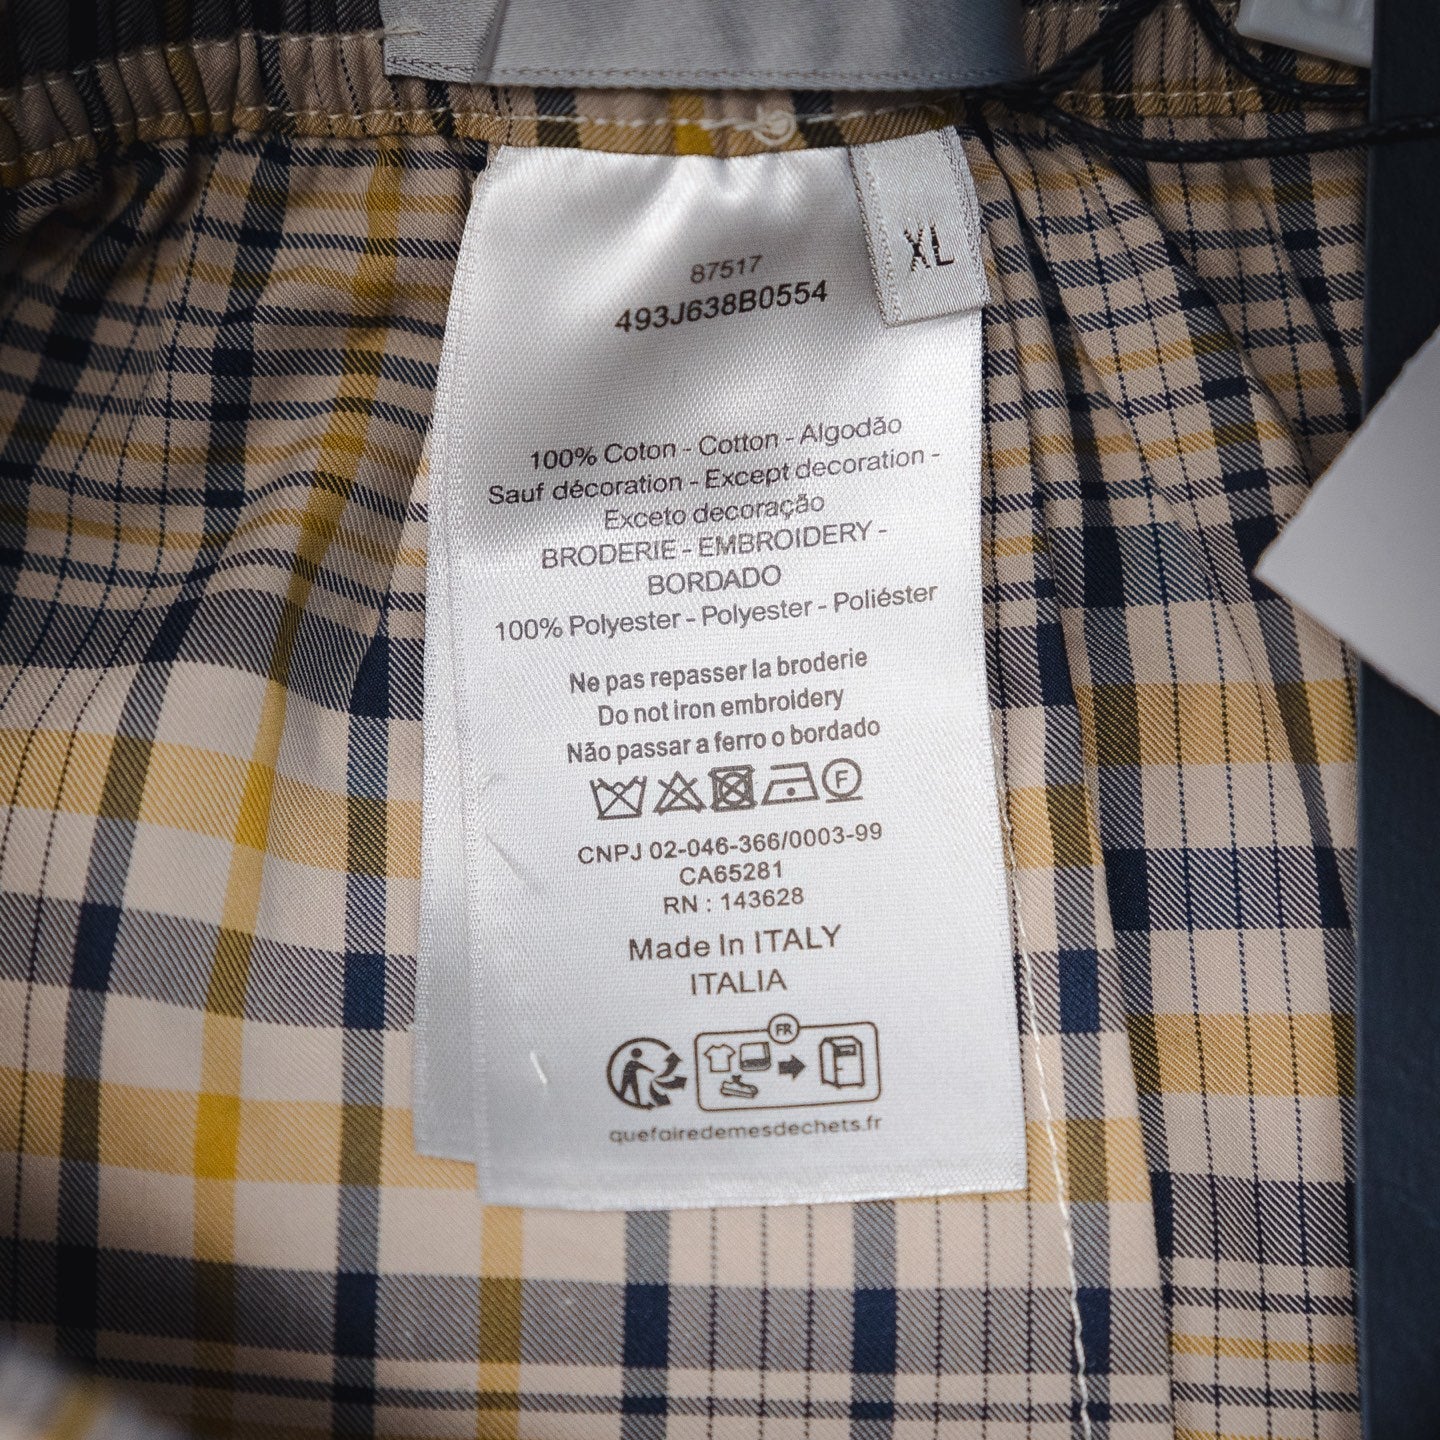 XL
87517
493J638B0554
100% Coton - Cotton - Algodão
Sauf décoration - Except decoration -
Exceto decoração
BRODERIE - EMBROIDERY -
BORDADO
100% Polyester - Polyester - Poliéster
Ne pas repasser la broderie
Do not iron embroidery
Não passar a ferro o bordado
F
CNPJ 02-046-366/0003-99
CA65281
RN : 143628
Made In ITALY
ITALIA
FR
quefairedemesdechets.fr